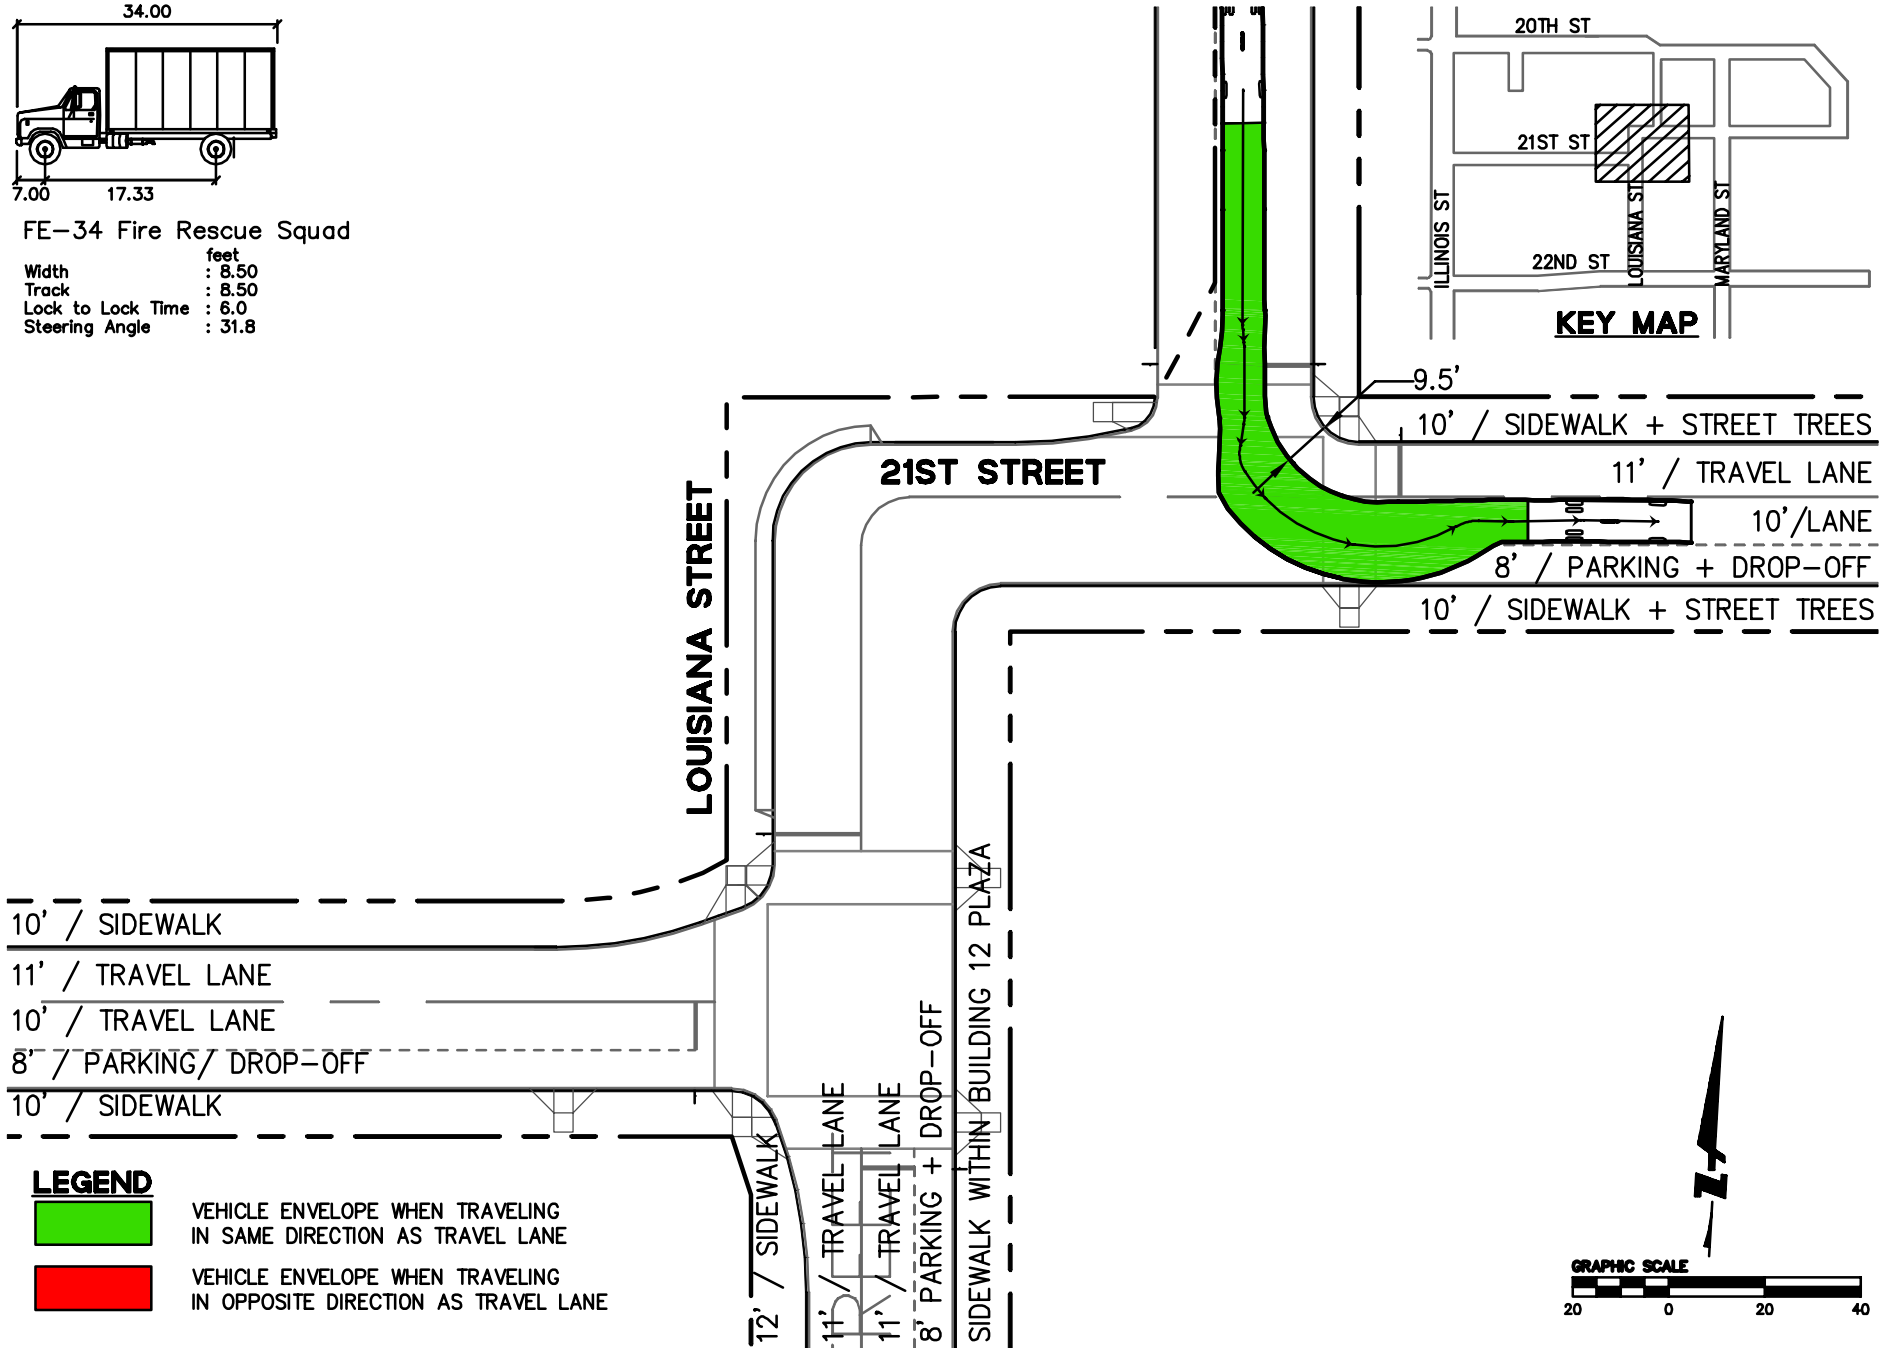 34.00
7.00
17.33
FE-34 Fire Rescue Squad
feet
Width : 8.50
Track : 8.50
Lock to Lock Time : 6.0
Steering Angle : 31.8
20TH ST
21ST ST
22ND ST
ILLINOIS ST
LOUISIANA ST
MARYLAND ST
KEY MAP
9.5'
10' / SIDEWALK + STREET TREES
11' / TRAVEL LANE
10'/LANE
8' / PARKING + DROP-OFF
10' / SIDEWALK + STREET TREES
21ST STREET
LOUISIANA STREET
10' / SIDEWALK
11' / TRAVEL LANE
10' / TRAVEL LANE
8' / PARKING/ DROP-OFF
10' / SIDEWALK
12' / SIDEWALK
11' / TRAVEL LANE
11' / TRAVEL LANE
8' PARKING + DROP-OFF
SIDEWALK WITHIN BUILDING 12 PLAZA
LEGEND
VEHICLE ENVELOPE WHEN TRAVELING
IN SAME DIRECTION AS TRAVEL LANE
VEHICLE ENVELOPE WHEN TRAVELING
IN OPPOSITE DIRECTION AS TRAVEL LANE
N
GRAPHIC SCALE
20 0 20 40